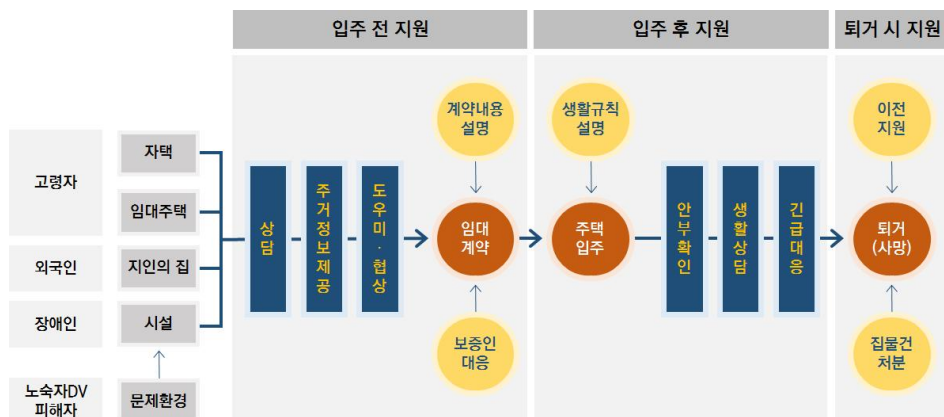 입주 전 지원
입주 후 지원
퇴거 시 지원
고령자
외국인
장애인
노숙자DV
피해자
자택
임대주택
지인의 집
시설
문제환경
상담
주거정보제공
도우미·협상
계약내용
설명
임대
계약
보증인
대응
생활규칙
설명
주택
입주
안부확인
생활상담
긴급대응
이전
지원
퇴거
(사망)
집물건
처분